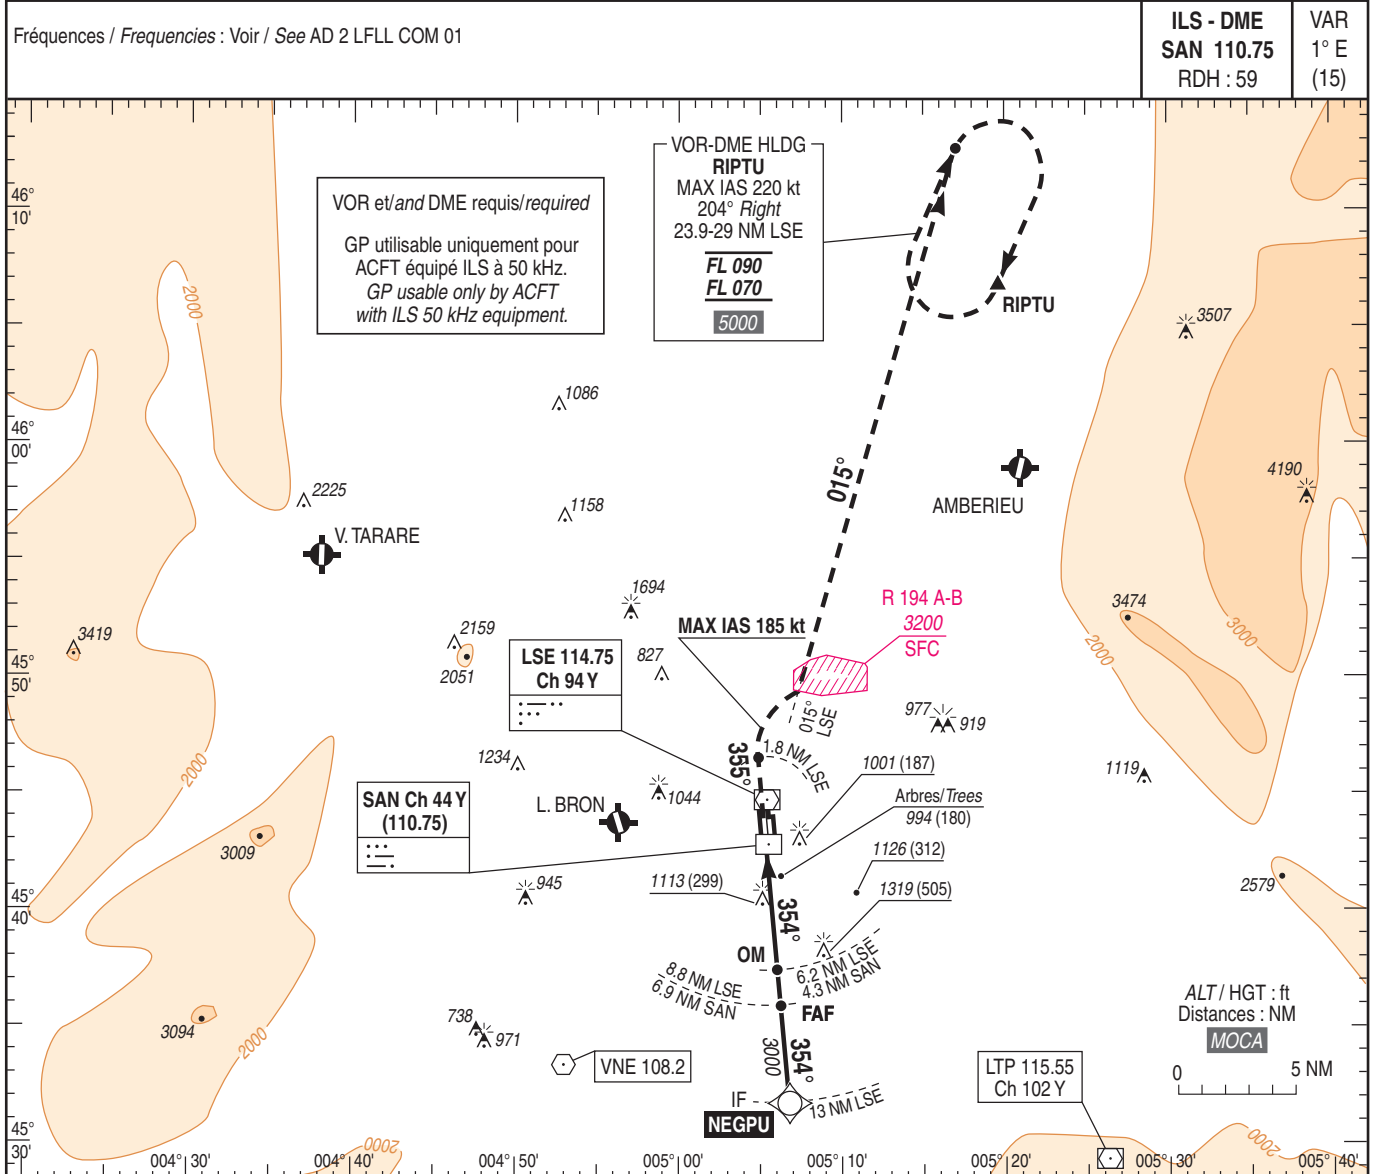 Fréquences / Frequencies : Voir / See AD 2 LFLL COM 01
ILS - DME
SAN 110.75
RDH : 59
VAR
1° E
(15)
VOR et/and DME requis/required
GP utilisable uniquement pour
ACFT équipé ILS à 50 kHz.
GP usable only by ACFT
with ILS 50 kHz equipment.
VOR-DME HLDG
RIPTU
MAX IAS 220 kt
204° Right
23.9-29 NM LSE
FL 090
FL 070
5000
RIPTU
46°
10'
2000
3507
1086
46°
00'
015°
4190
AMBERIEU
2225
1158
V. TARARE
1694
R 194 A-B
3200
SFC
3474
3000
2000
MAX IAS 185 kt
3419
2159
2051
827
LSE 114.75
Ch 94 Y
45°
50'
015°
LSE
977
919
2000
1234
355°
1.8 NM LSE
1001 (187)
1119
SAN Ch 44 Y
(110.75)
L. BRON
1044
Arbres/Trees
994 (180)
3009
1126 (312)
945
1113 (299)
1319 (505)
2579
45°
40'
354°
OM
6.2 NM LSE
4.3 NM SAN
8.8 NM LSE
6.9 NM SAN
FAF
ALT / HGT : ft
Distances : NM
MOCA
0
5 NM
3094
2000
738
971
VNE 108.2
3000
354°
LTP 115.55
Ch 102 Y
IF
NEGPU
13 NM LSE
45°
30'
2000
2000
004° 30'
004° 40'
004° 50'
005° 00'
005° 10'
005° 20'
005° 30'
005° 40'